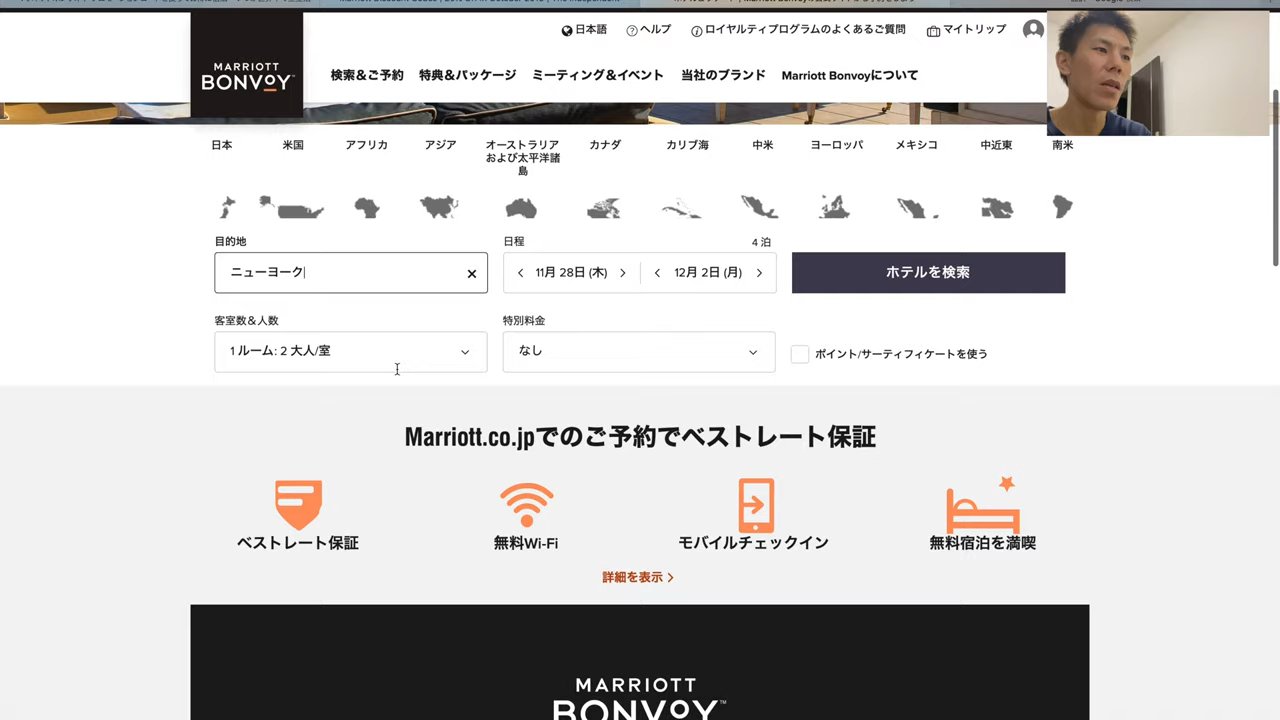 Marriott Discount Codes | 20% Off in October 2019 | The Independent
日本語
ヘルプ
ロイヤルティプログラムのよくあるご質問
マイトリップ
MARRIOTT
BONVOY™
検索&ご予約
特典&パッケージ
ミーティング&イベント
当社のブランド
Marriott Bonvoyについて
日本
米国
アフリカ
アジア
オーストラリア
および太平洋諸
島
カナダ
カリブ海
中米
ヨーロッパ
メキシコ
中近東
南米
目的地
日程
4 泊
ニューヨーク
11月 28日 (木)
12月 2日 (月)
ホテルを検索
客室数&人数
特別料金
1 ルーム: 2 大人/室
なし
ポイント/サーティフィケートを使う
Marriott.co.jpでのご予約でベストレート保証
ベストレート保証
無料Wi-Fi
モバイルチェックイン
無料宿泊を満喫
詳細を表示
MARRIOTT
BONVOY™